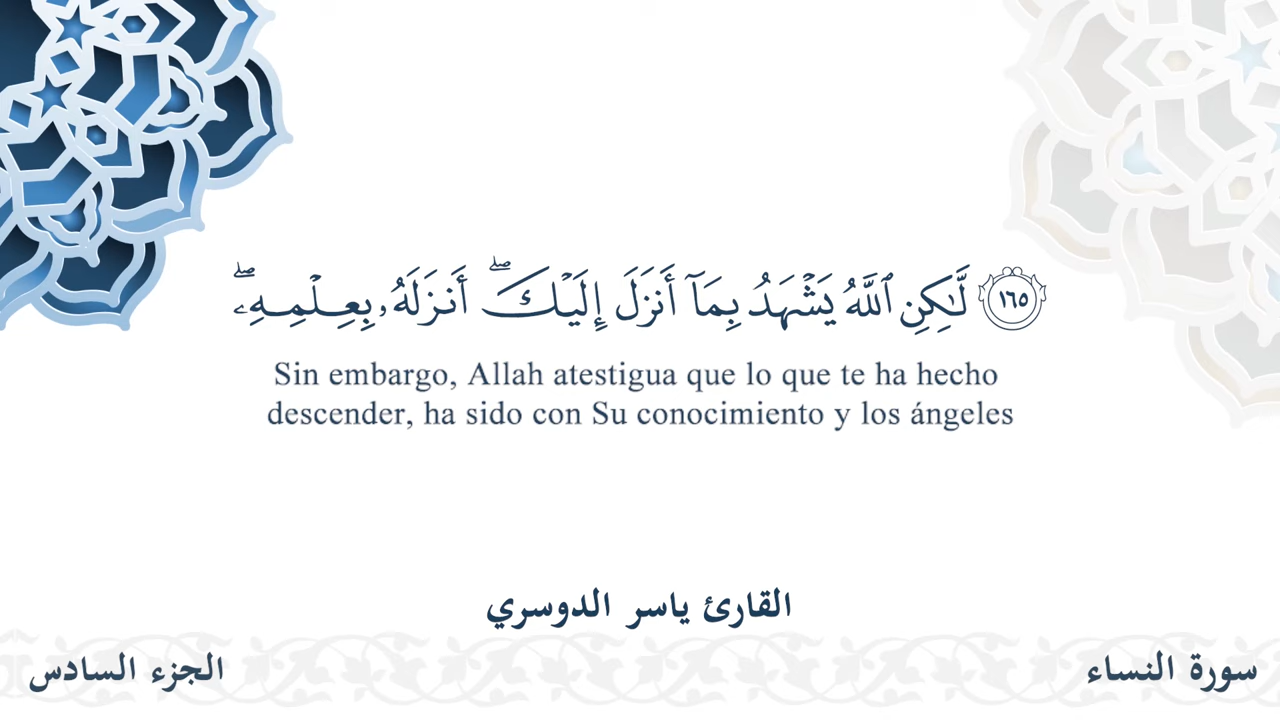 ١٦٥ لَّـٰكِنِ ٱللَّهُ يَشْهَدُ بِمَآ أَنزَلَ إِلَيْكَ ۖ أَنزَلَهُۥ بِعِلْمِهِۦ ۖ
Sin embargo, Allah atestigua que lo que te ha hecho
descender, ha sido con Su conocimiento y los ángeles
القارئ ياسر الدوسري
سورة النساء
الجزء السادس